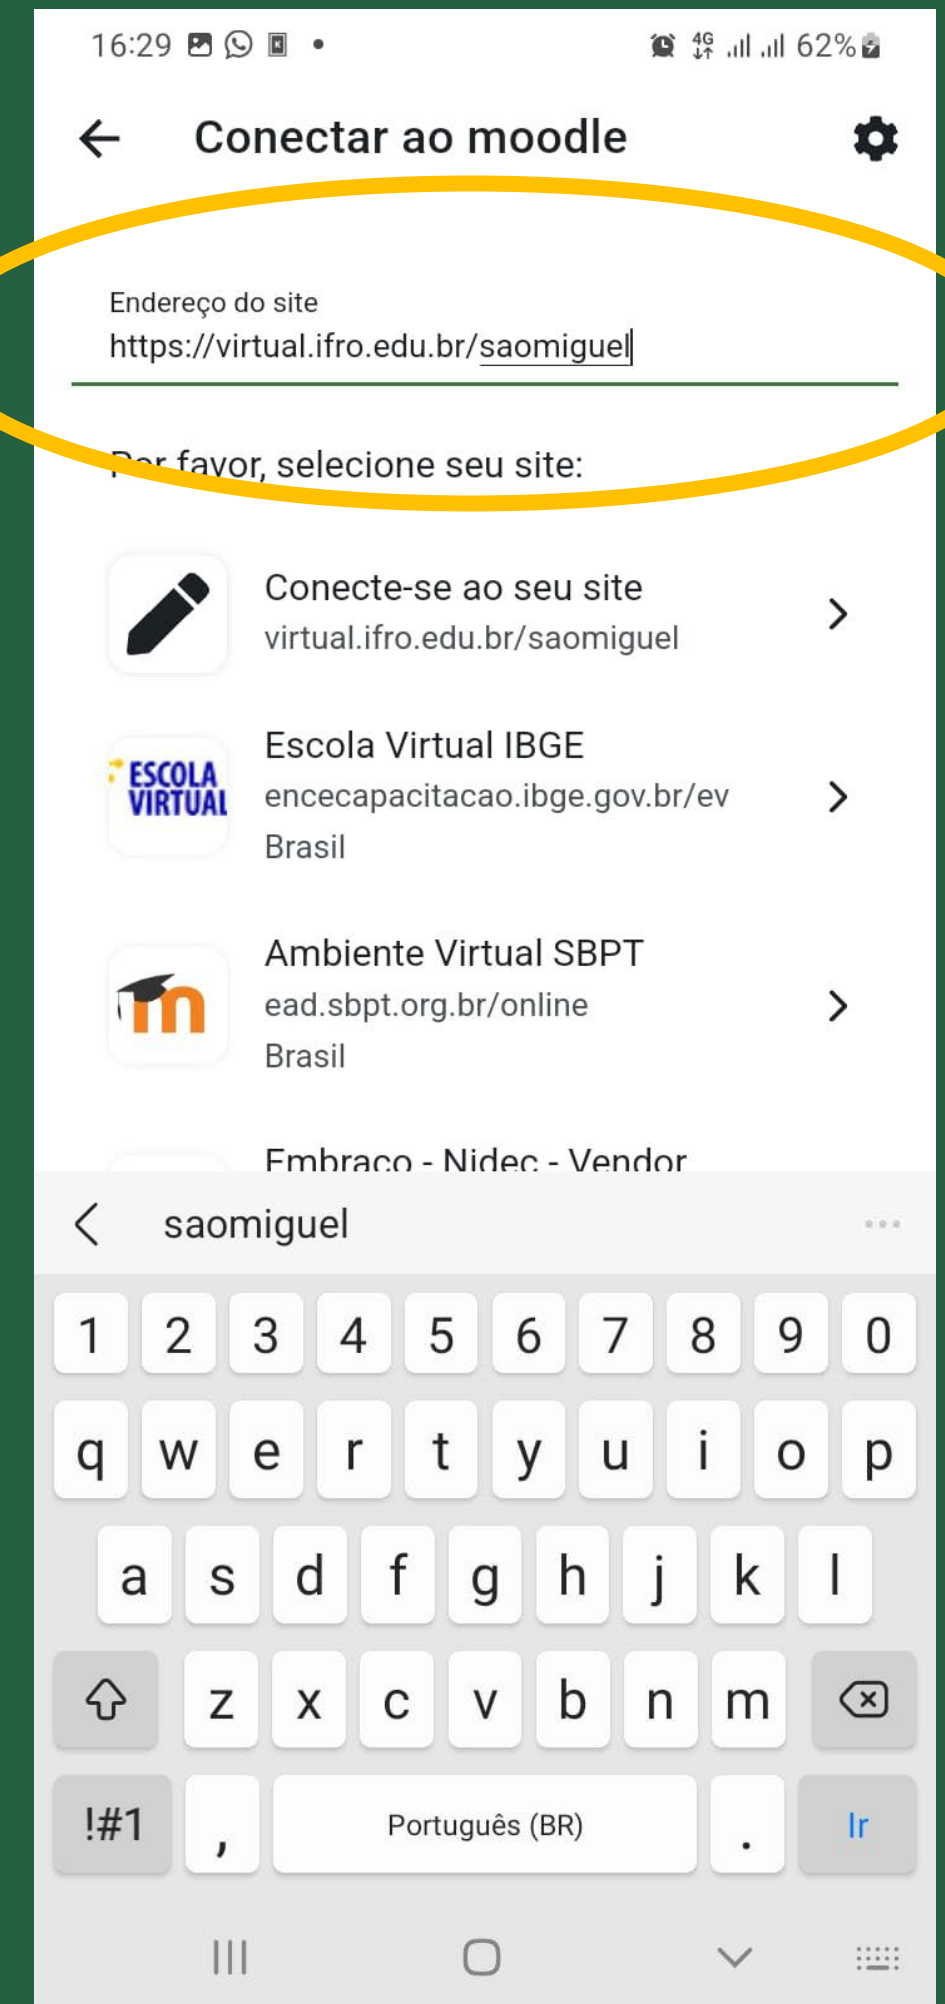 16:29
4G
62%
Conectar ao moodle
Endereço do site
https://virtual.ifro.edu.br/saomiguel
Por favor, selecione seu site:
Conecte-se ao seu site
virtual.ifro.edu.br/saomiguel
ESCOLA
VIRTUAL
Escola Virtual IBGE
encecapacitacao.ibge.gov.br/ev
Brasil
m
Ambiente Virtual SBPT
ead.sbpt.org.br/online
Brasil
Embraco - Nidec - Vendor
saomiguel
1 2 3 4 5 6 7 8 9 0
q w e r t y u i o p
a s d f g h j k l
z x c v b n m
!#1 , Português (BR) . Ir